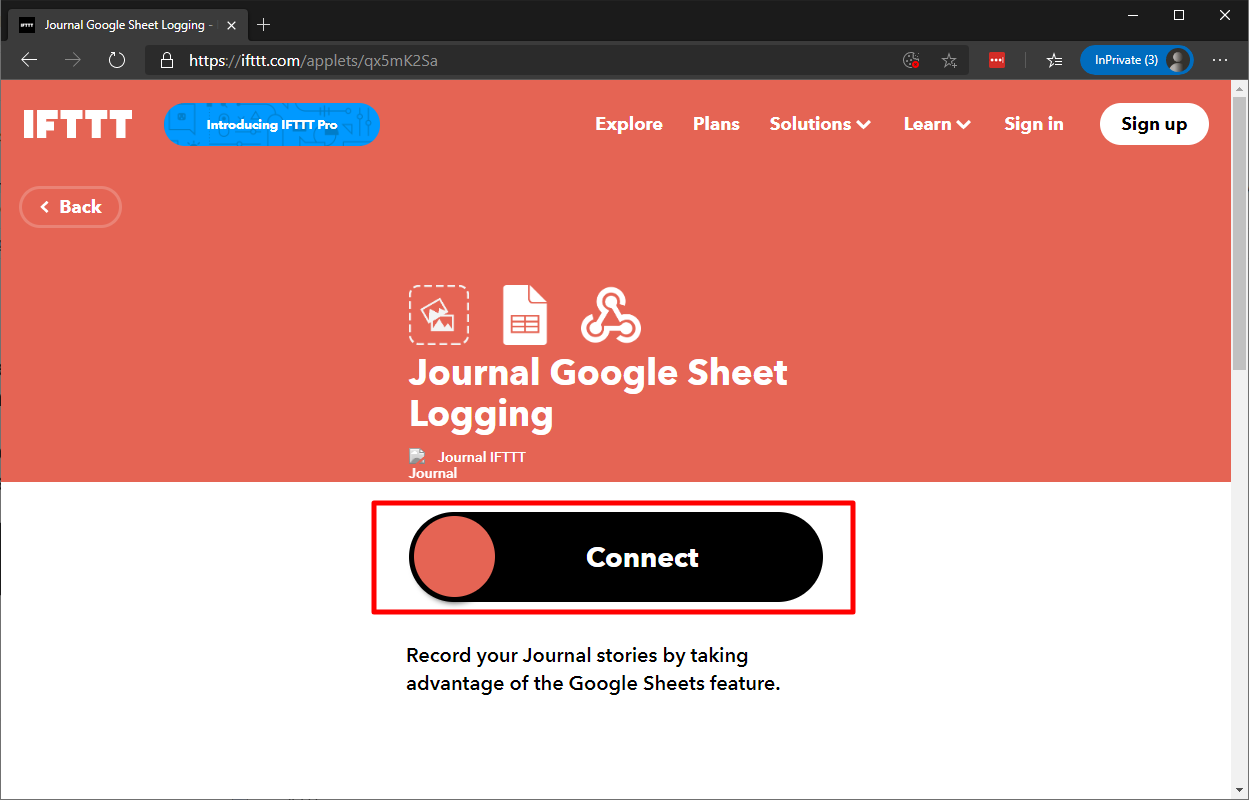 Journal Google Sheet Logging -
https://ifttt.com/applets/qx5mK2Sa
InPrivate (3)
IFTTT
Introducing IFTTT Pro
Explore
Plans
Solutions
Learn
Sign in
Sign up
Back
Journal Google Sheet
Logging
Journal IFTTT
Journal
Connect
Record your Journal stories by taking
advantage of the Google Sheets feature.